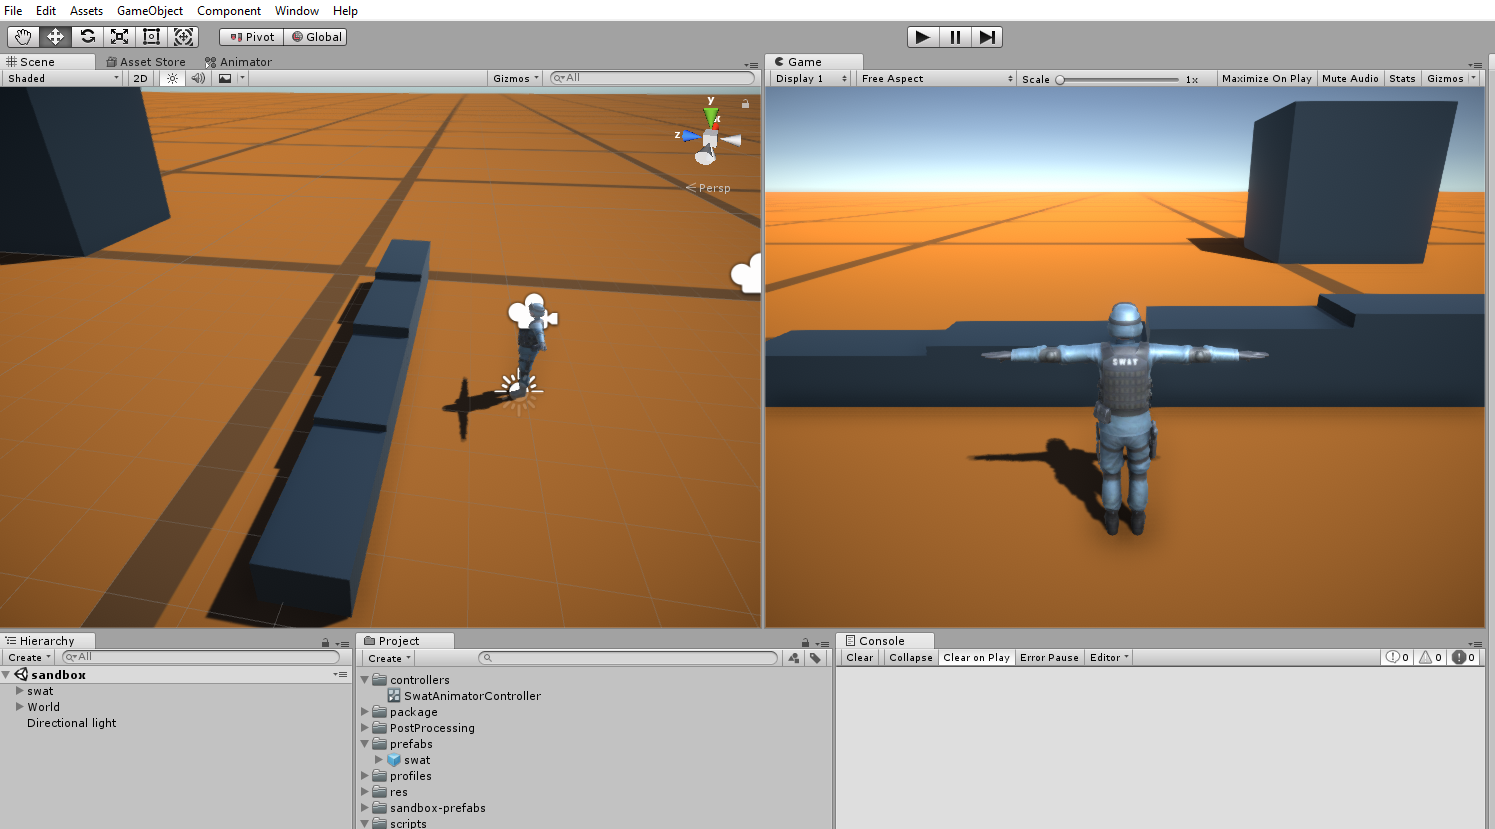 File Edit Assets GameObject Component Window Help
Pivot Global
Scene Asset Store Animator
Shaded 2D Gizmos All
y
x
z
Persp
Game
Display 1 Free Aspect Scale 1x Maximize On Play Mute Audio Stats Gizmos
SWAT
Hierarchy
Create All
sandbox
swat
World
Directional light
Project
Create
controllers
SwatAnimatorController
package
PostProcessing
prefabs
swat
profiles
res
sandbox-prefabs
scripts
Console
Clear Collapse Clear on Play Error Pause Editor 0 0 0